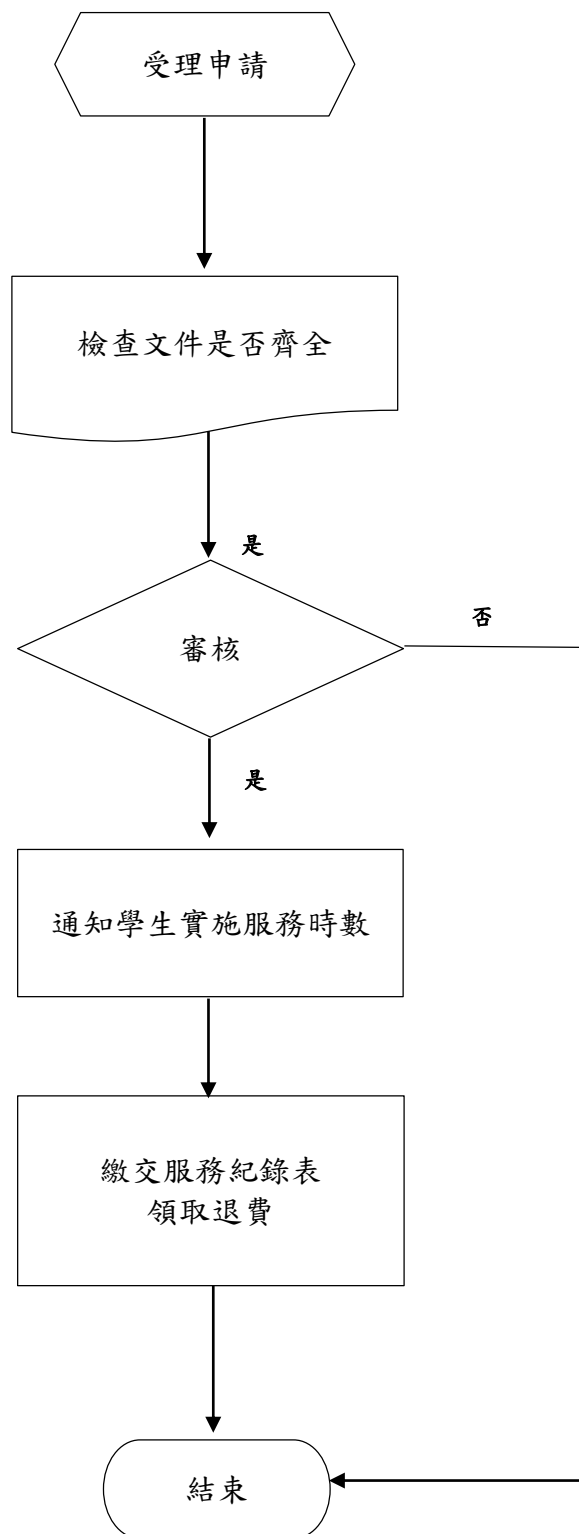 受理申請
檢查文件是否齊全
是
否
審核
是
通知學生實施服務時數
繳交服務紀錄表
領取退費
結束